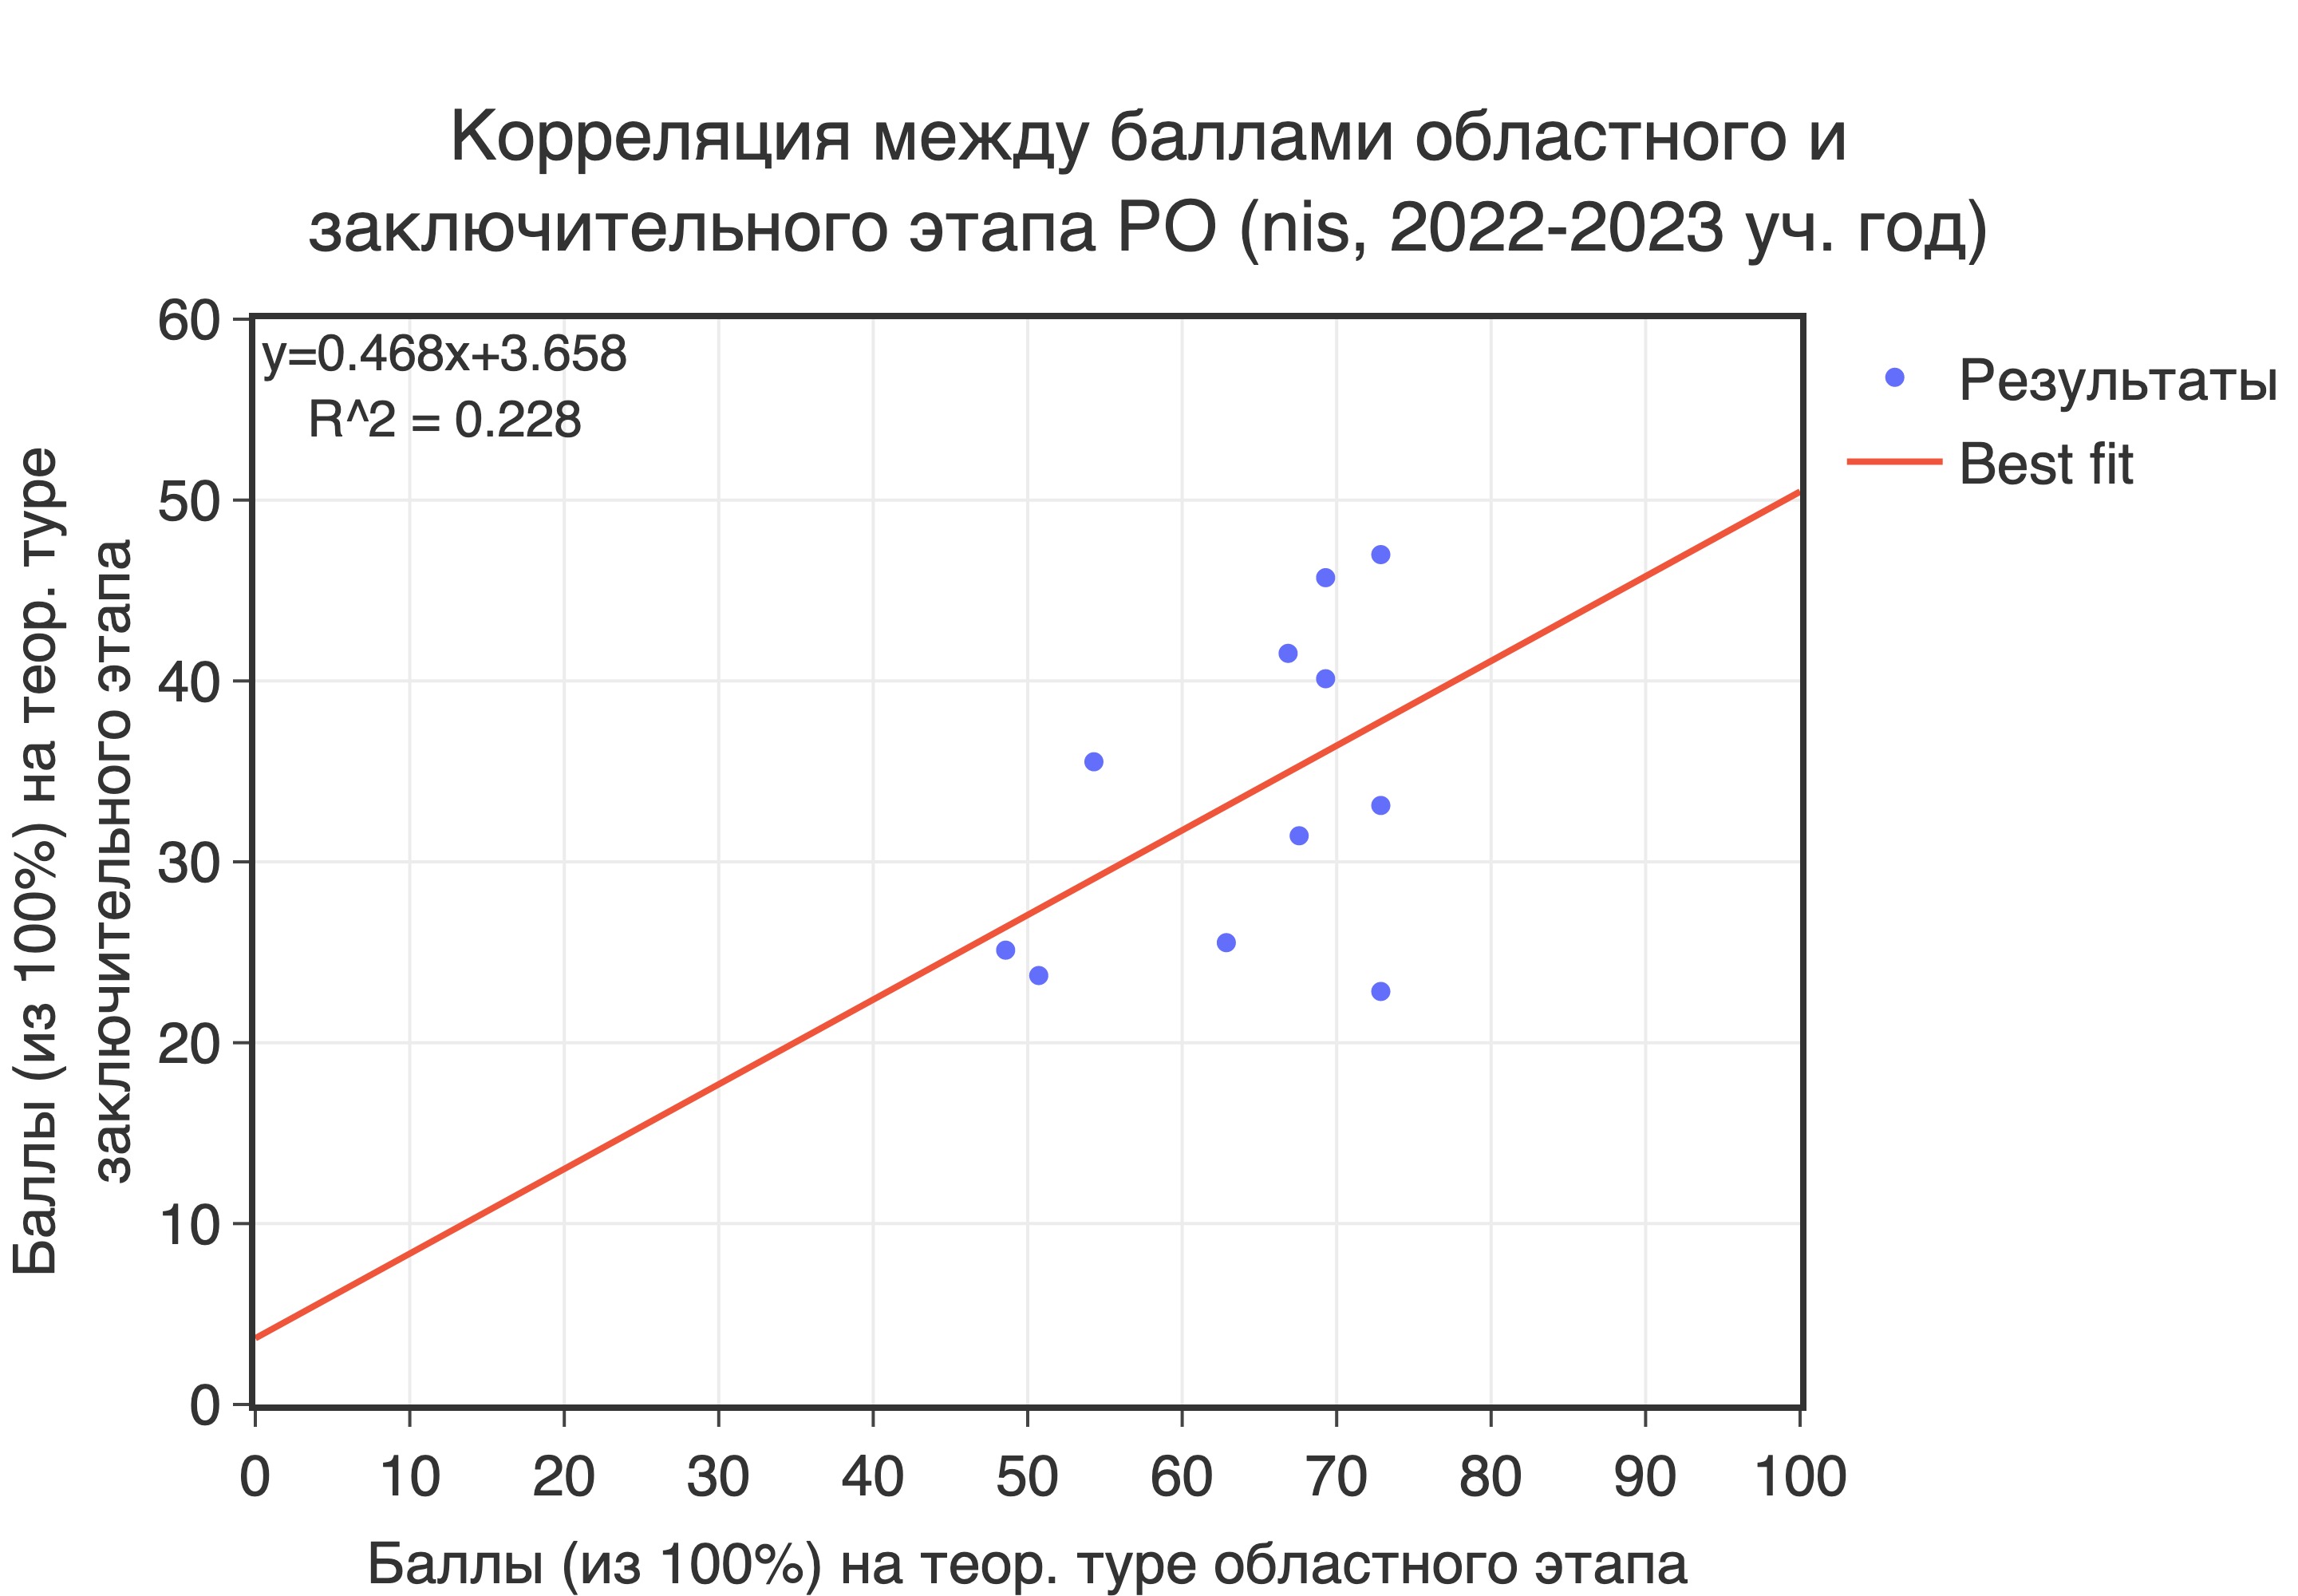 Корреляция между баллами областного и
заключительного этапа РО (nis, 2022-2023 уч. год)
y=0.468x+3.658
R^2 = 0.228
Результаты
Best fit
Баллы (из 100%) на теор. туре
заключительного этапа
60
50
40
30
20
10
0
0 10 20 30 40 50 60 70 80 90 100
Баллы (из 100%) на теор. туре областного этапа